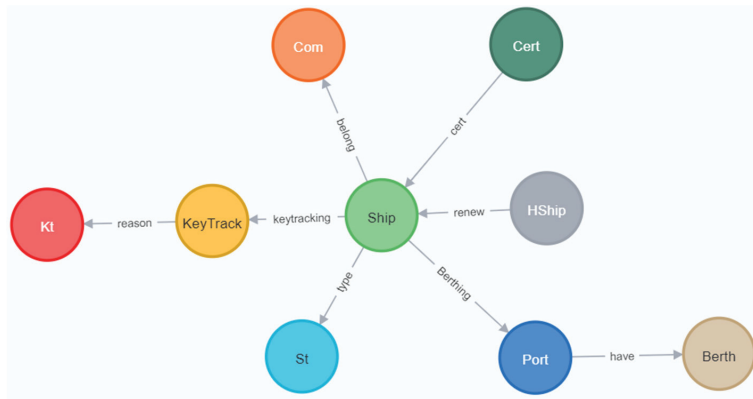 Com
Cert
belong
cert
Kt
reason
KeyTrack
keytracking
Ship
renew
HShip
type
Berthing
St
Port
have
Berth